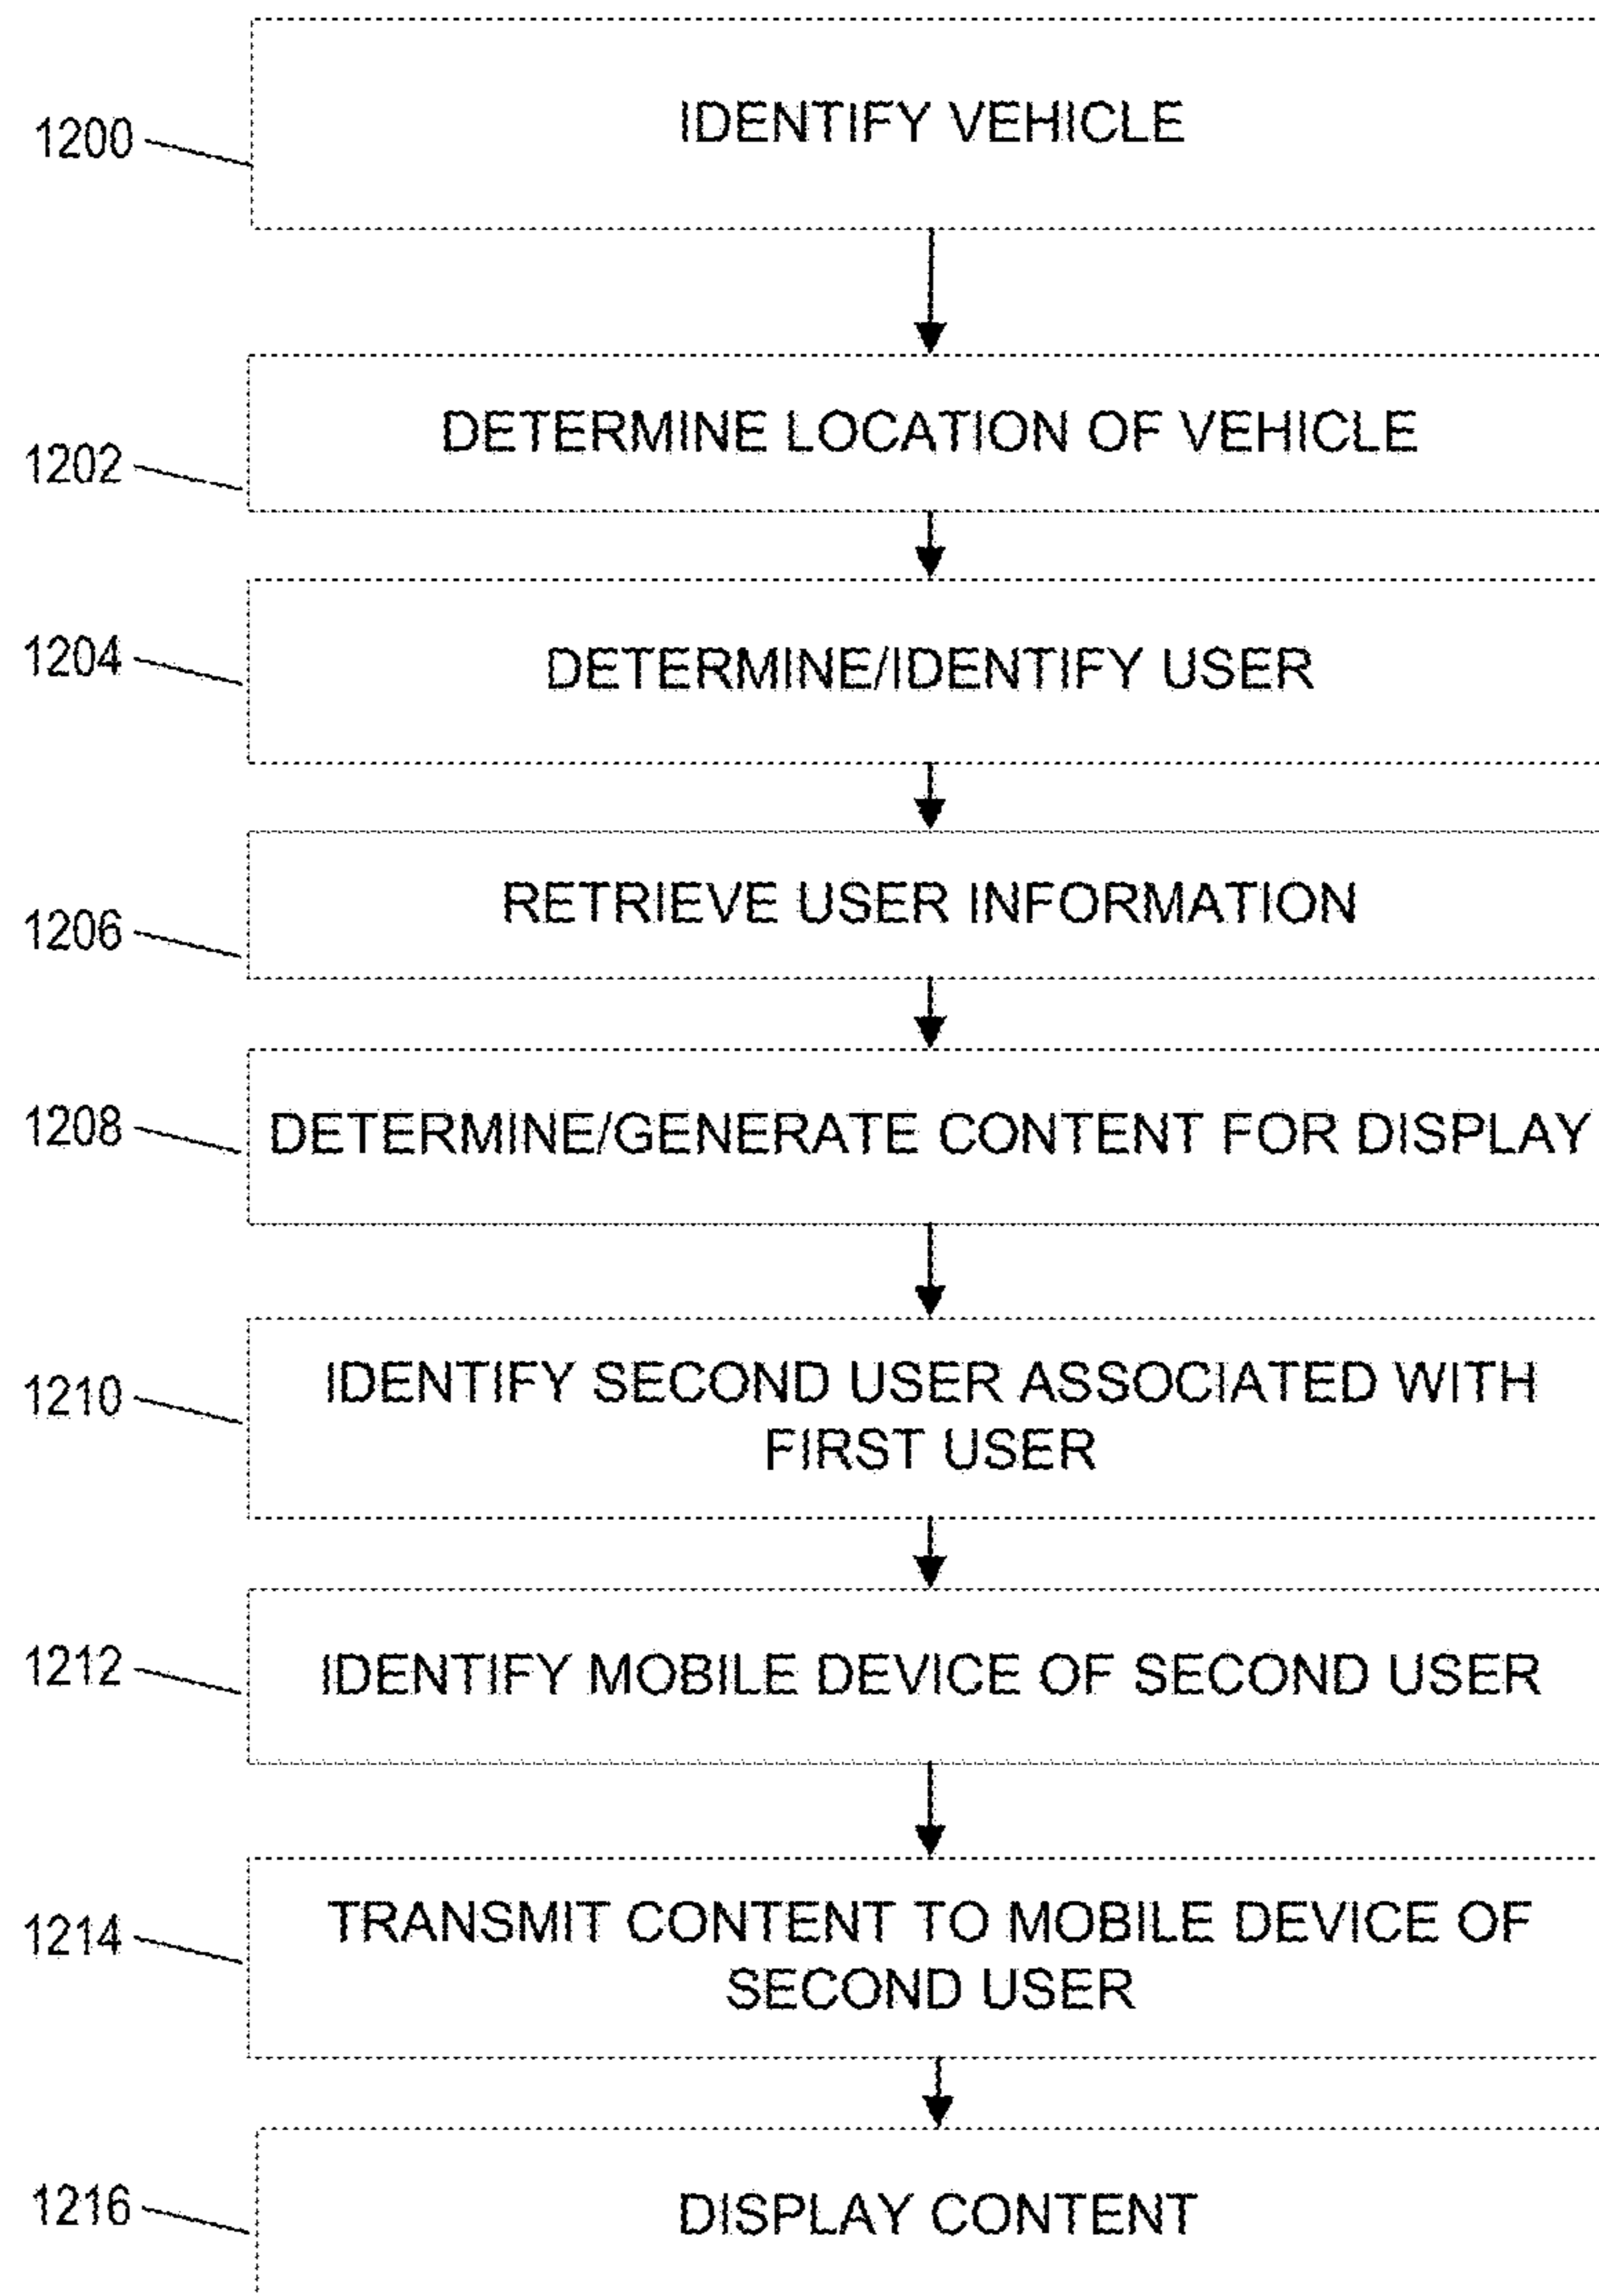 IDENTIFY VEHICLE
1200
DETERMINE LOCATION OF VEHICLE
1202
DETERMINE/IDENTIFY USER
1204
RETRIEVE USER INFORMATION
1206
DETERMINE/GENERATE CONTENT FOR DISPLAY
1208
IDENTIFY SECOND USER ASSOCIATED WITH
FIRST USER
1210
IDENTIFY MOBILE DEVICE OF SECOND USER
1212
TRANSMIT CONTENT TO MOBILE DEVICE OF
SECOND USER
1214
DISPLAY CONTENT
1216